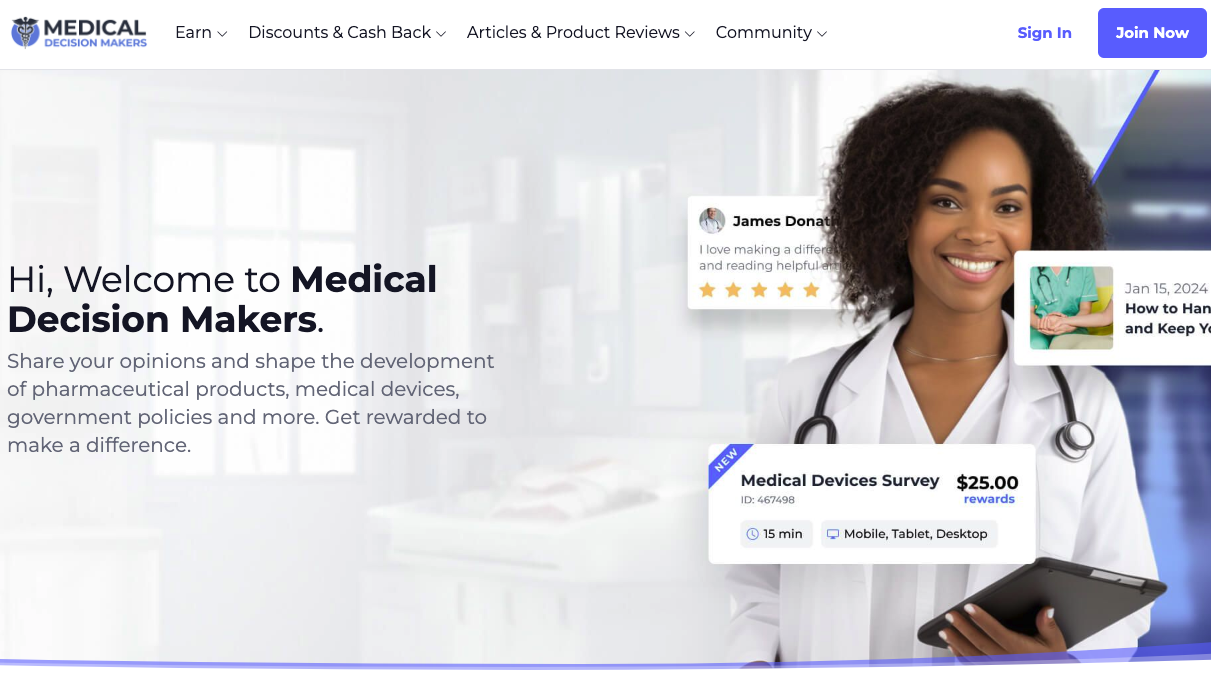 MEDICAL
DECISION MAKERS
Earn
Discounts & Cash Back
Articles & Product Reviews
Community
Sign In
Join Now
Hi, Welcome to Medical
Decision Makers.
Share your opinions and shape the development
of pharmaceutical products, medical devices,
government policies and more. Get rewarded to
make a difference.
James
I love making a
and reading helpful
Jan 15, 2024
How to
and Keep
NEW
Medical Devices Survey
$25.00
ID: 467498
rewards
15 min
Mobile, Tablet, Desktop